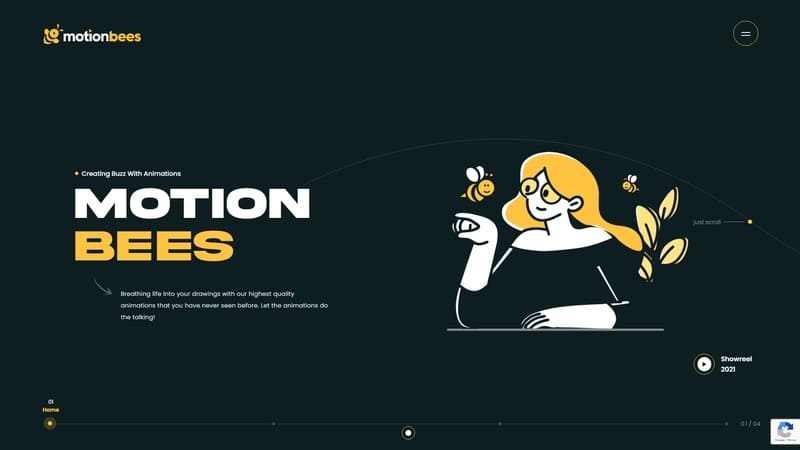 motionbees
Creating Buzz With Animations
MOTION
BEES
Breathing life into your drawings with our highest quality
animations that you have never seen before. Let the animations do
the talking!
just scroll
Showreel
2021
01
Home
01 / 04